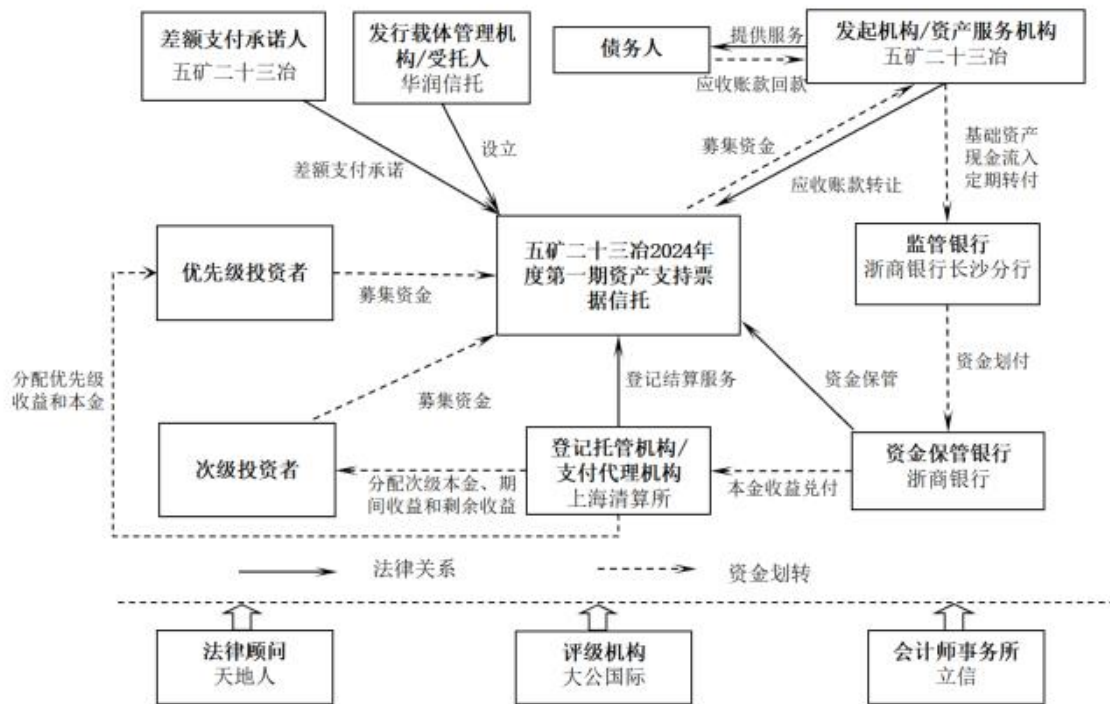 差额支付承诺人
五矿二十三冶
发行载体管理机
构/受托人
华润信托
债务人
提供服务
应收账款回款
发起机构/资产服务机构
五矿二十三冶
差额支付承诺
设立
募集资金
应收账款转让
基础资产
现金流入
定期转付
优先级投资者
募集资金
五矿二十三冶2024年
度第一期资产支持票
据信托
监管银行
浙商银行长沙分行
分配优先级
收益和本金
募集资金
登记结算服务
资金保管
资金划付
次级投资者
分配次级本金、期
间收益和剩余收益
登记托管机构/
支付代理机构
上海清算所
本金收益兑付
资金保管银行
浙商银行
法律关系
资金划转
法律顾问
天地人
评级机构
大公国际
会计师事务所
立信